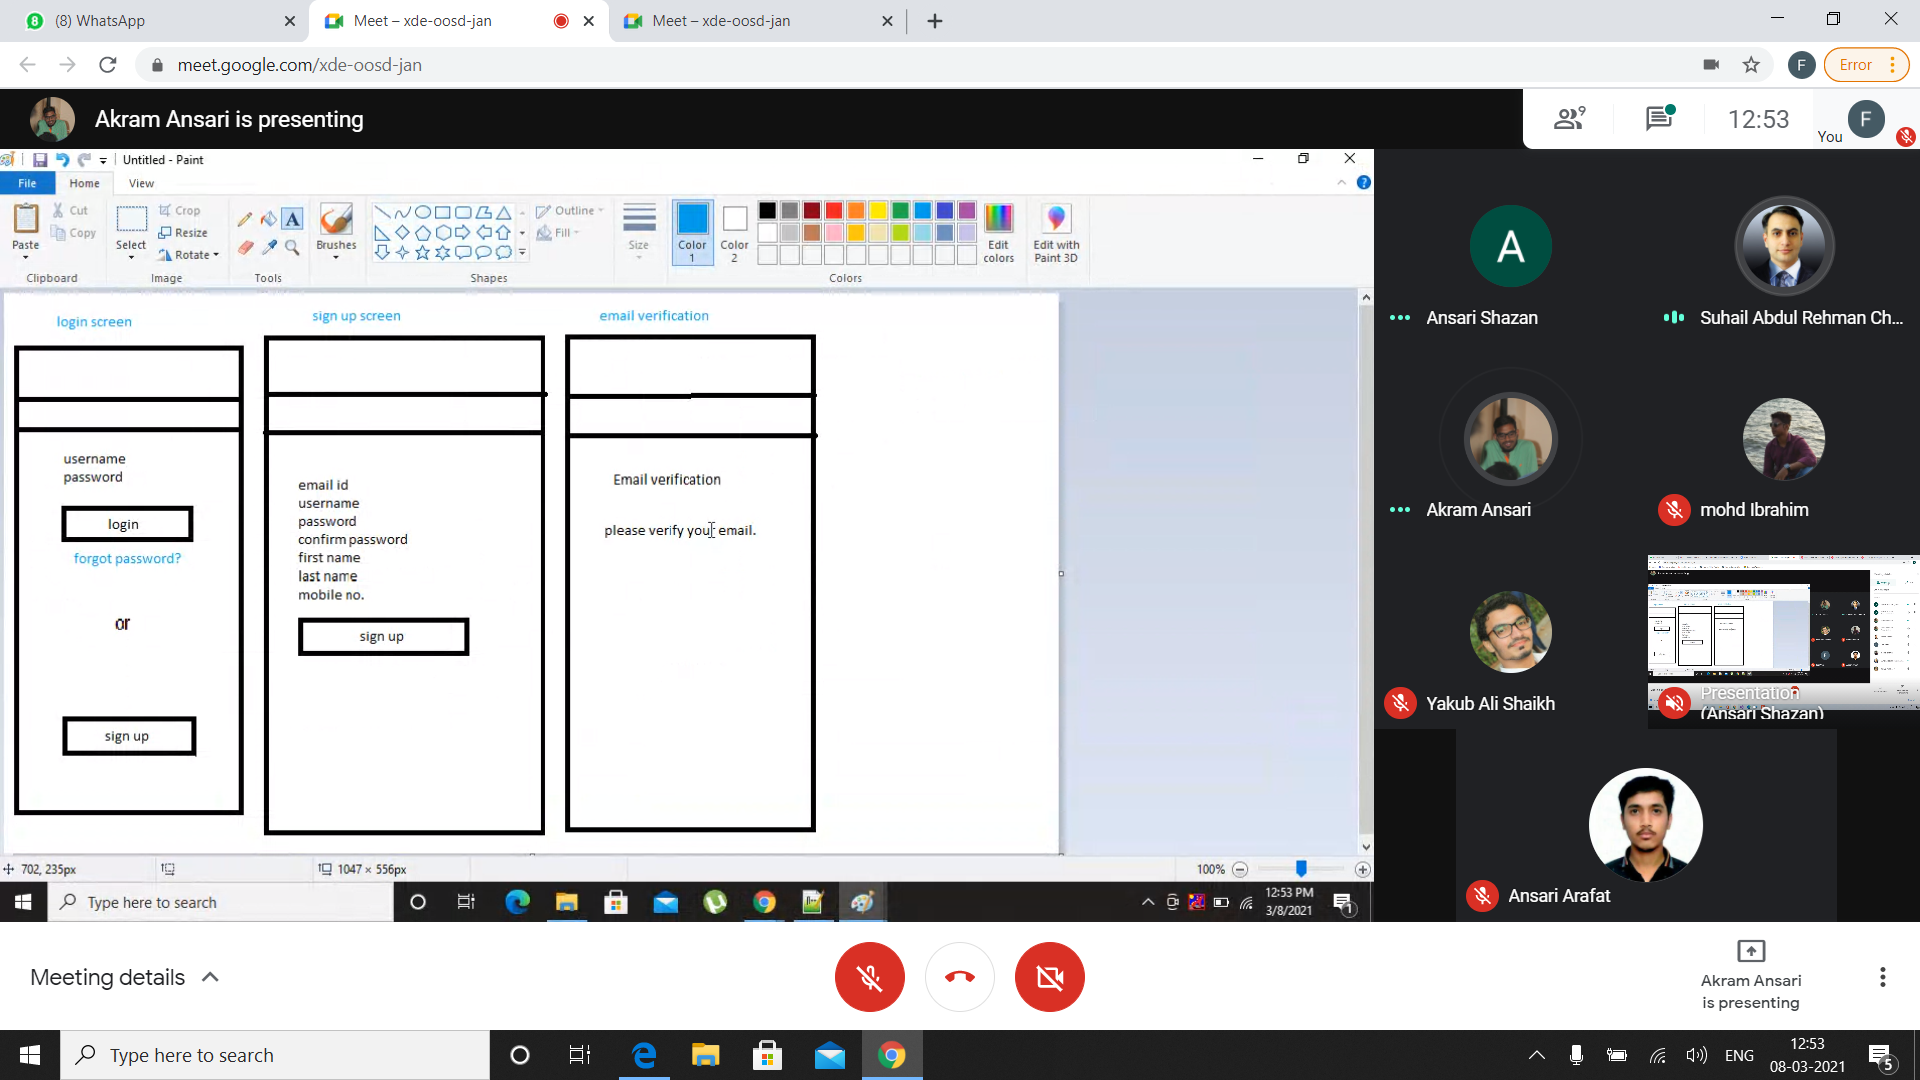 (8) WhatsApp
Meet – xde-oosd-jan
Meet – xde-oosd-jan
meet.google.com/xde-oosd-jan
F
Error
Akram Ansari is presenting
9
12:53
You
F
Untitled - Paint
File
Home
View
Paste
Cut
Copy
Clipboard
Select
Crop
Resize
Rotate
Image
A
Tools
Brushes
Outline
Fill
Shapes
Size
Color 1
Color 2
Edit colors
Edit with Paint 3D
Colors
login screen
sign up screen
email verification
username
password
login
forgot password?
or
sign up
email id
username
password
confirm password
first name
last name
mobile no.
sign up
Email verification
please verify you email.
702, 235px
1047 × 556px
100%
Type here to search
12:53 PM
3/8/2021
1
A
Ansari Shazan
Suhail Abdul Rehman Ch...
Akram Ansari
mohd Ibrahim
Yakub Ali Shaikh
Presentation
(Ansari Shazan)
Ansari Arafat
Meeting details
Akram Ansari
is presenting
Type here to search
ENG
12:53
08-03-2021
5